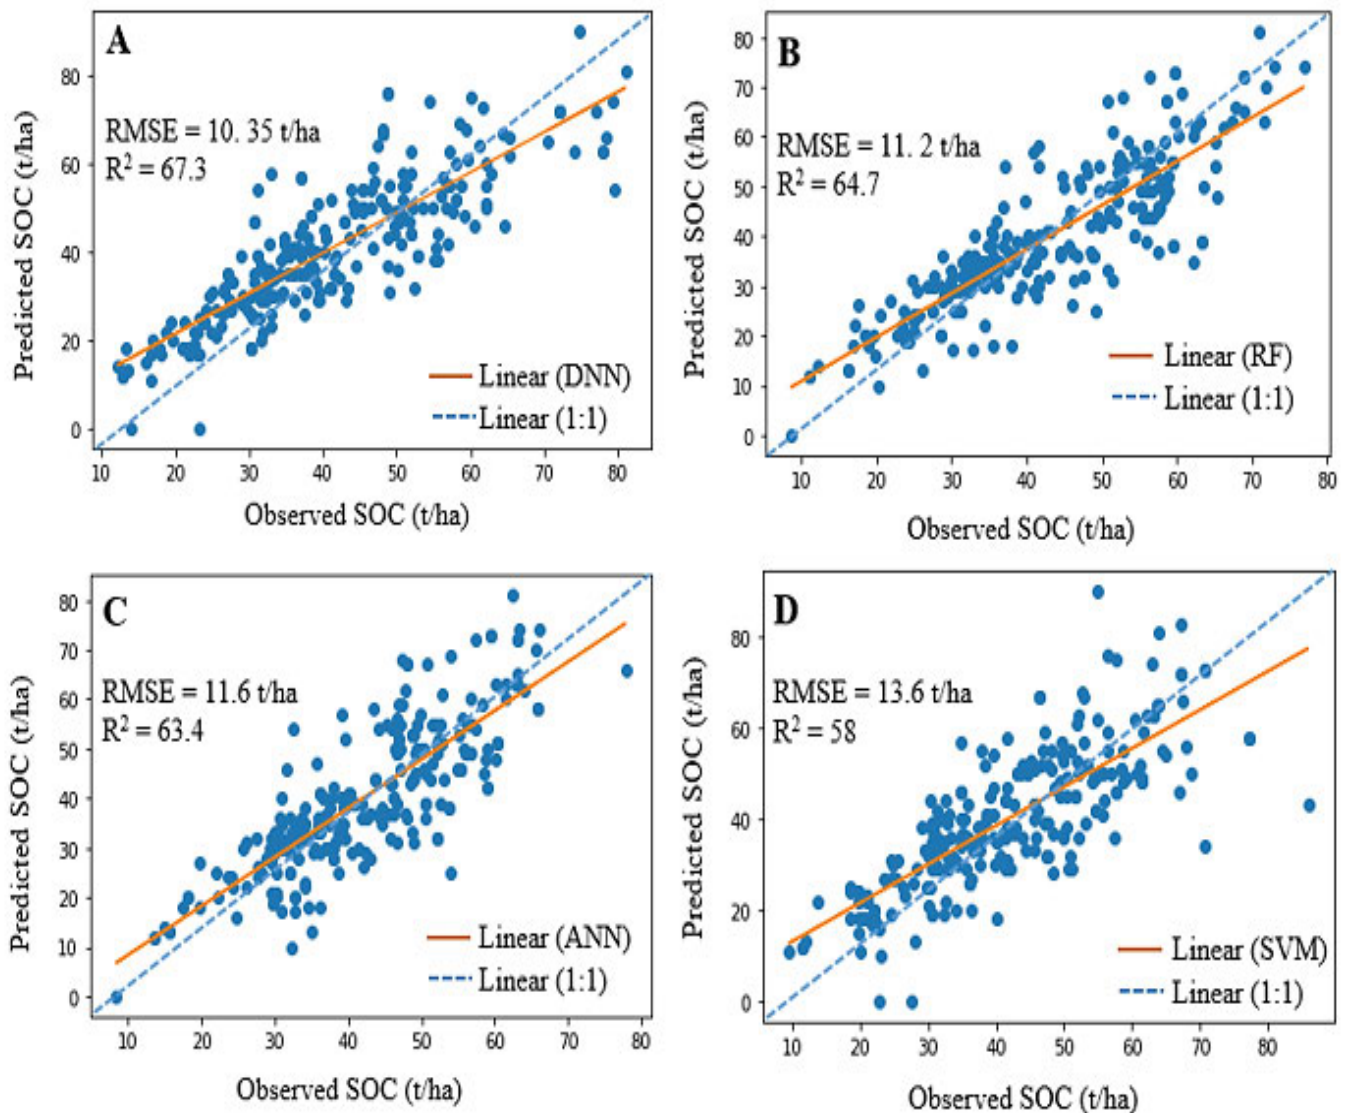 A
RMSE = 10. 35 t/ha
R² = 67.3
Linear (DNN)
Linear (1:1)
Predicted SOC (t/ha)
80
60
40
20
0
10 20 30 40 50 60 70 80
Observed SOC (t/ha)
B
RMSE = 11. 2 t/ha
R² = 64.7
Linear (RF)
Linear (1:1)
Predicted SOC (t/ha)
80
70
60
50
40
30
20
10
0
10 20 30 40 50 60 70 80
Observed SOC (t/ha)
C
RMSE = 11.6 t/ha
R² = 63.4
Linear (ANN)
Linear (1:1)
Predicted SOC (t/ha)
80
70
60
50
40
30
20
10
0
10 20 30 40 50 60 70 80
Observed SOC (t/ha)
D
RMSE = 13.6 t/ha
R² = 58
Linear (SVM)
Linear (1:1)
Predicted SOC (t/ha)
80
60
40
20
0
10 20 30 40 50 60 70 80
Observed SOC (t/ha)